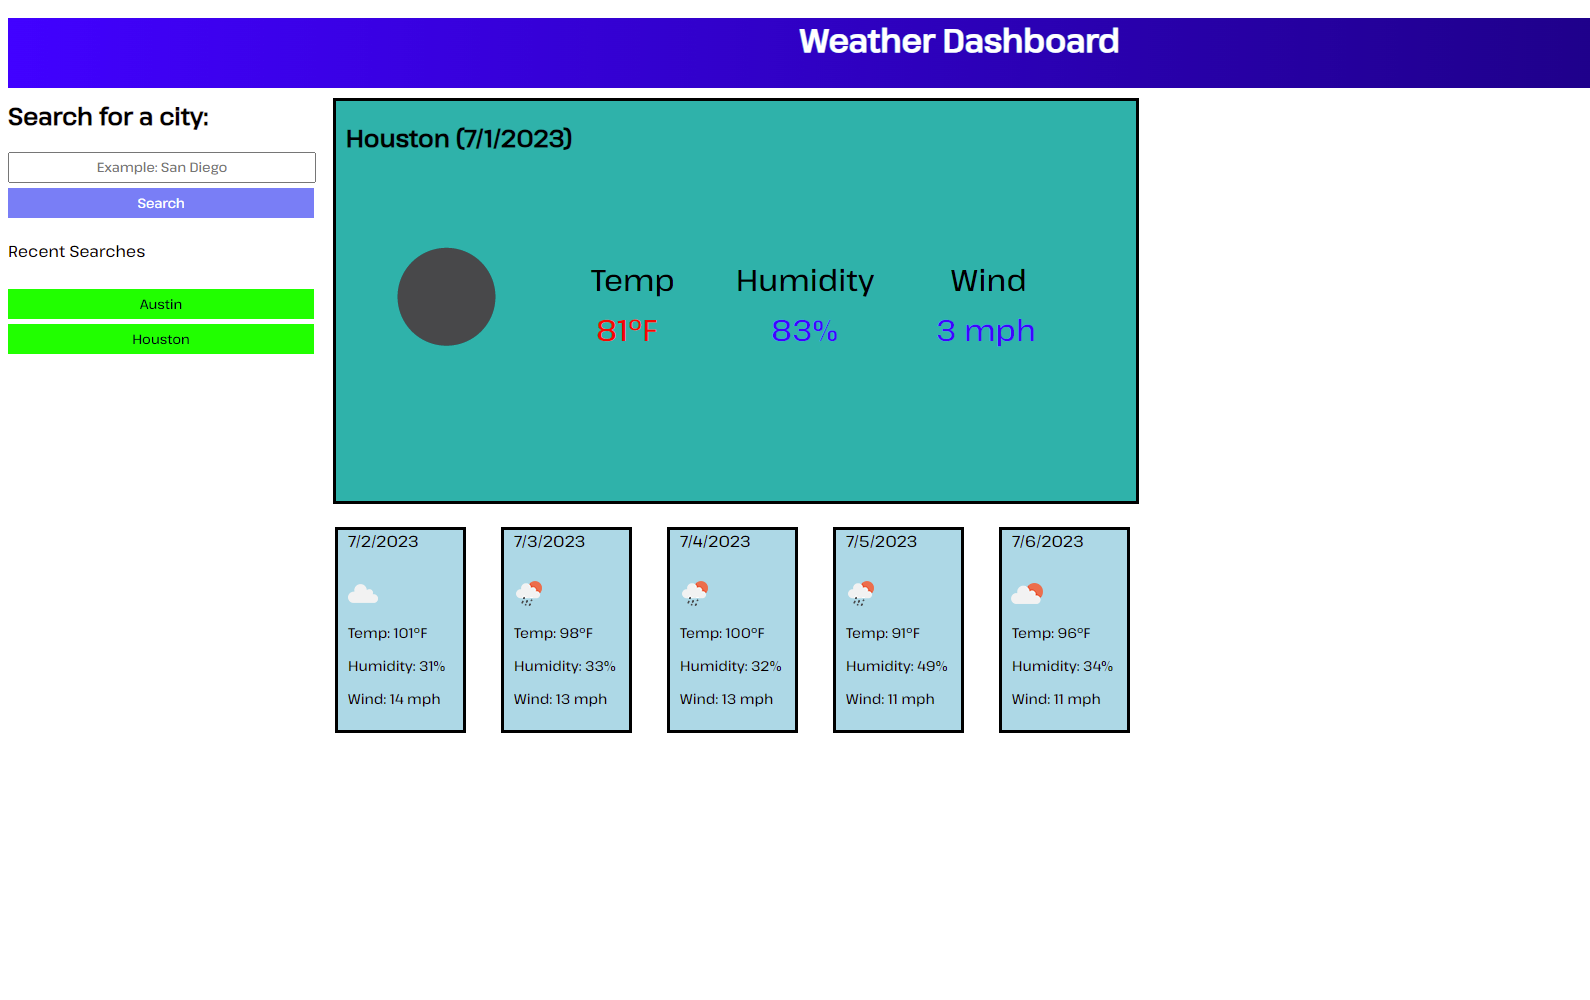 Weather Dashboard
Search for a city:
Example: San Diego
Search
Recent Searches
Austin
Houston
Houston (7/1/2023)
Temp Humidity Wind
81°F 83% 3 mph
7/2/2023
Temp: 101°F
Humidity: 31%
Wind: 14 mph
7/3/2023
Temp: 98°F
Humidity: 33%
Wind: 13 mph
7/4/2023
Temp: 100°F
Humidity: 32%
Wind: 13 mph
7/5/2023
Temp: 91°F
Humidity: 49%
Wind: 11 mph
7/6/2023
Temp: 96°F
Humidity: 34%
Wind: 11 mph